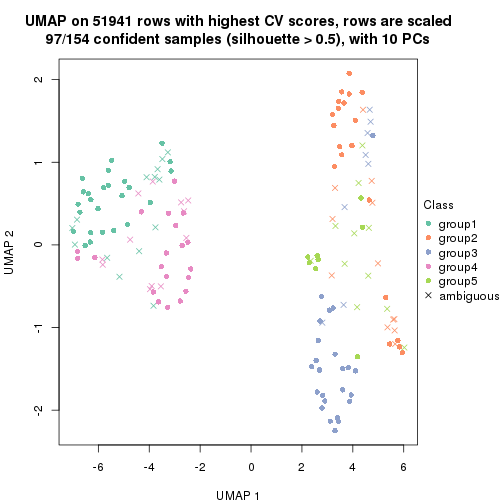 UMAP on 51941 rows with highest CV scores, rows are scaled
97/154 confident samples (silhouette > 0.5), with 10 PCs
2
1
0
-1
-2
UMAP 2
-6
-4
-2
0
2
4
6
UMAP 1
Class
group1
group2
group3
group4
group5
ambiguous